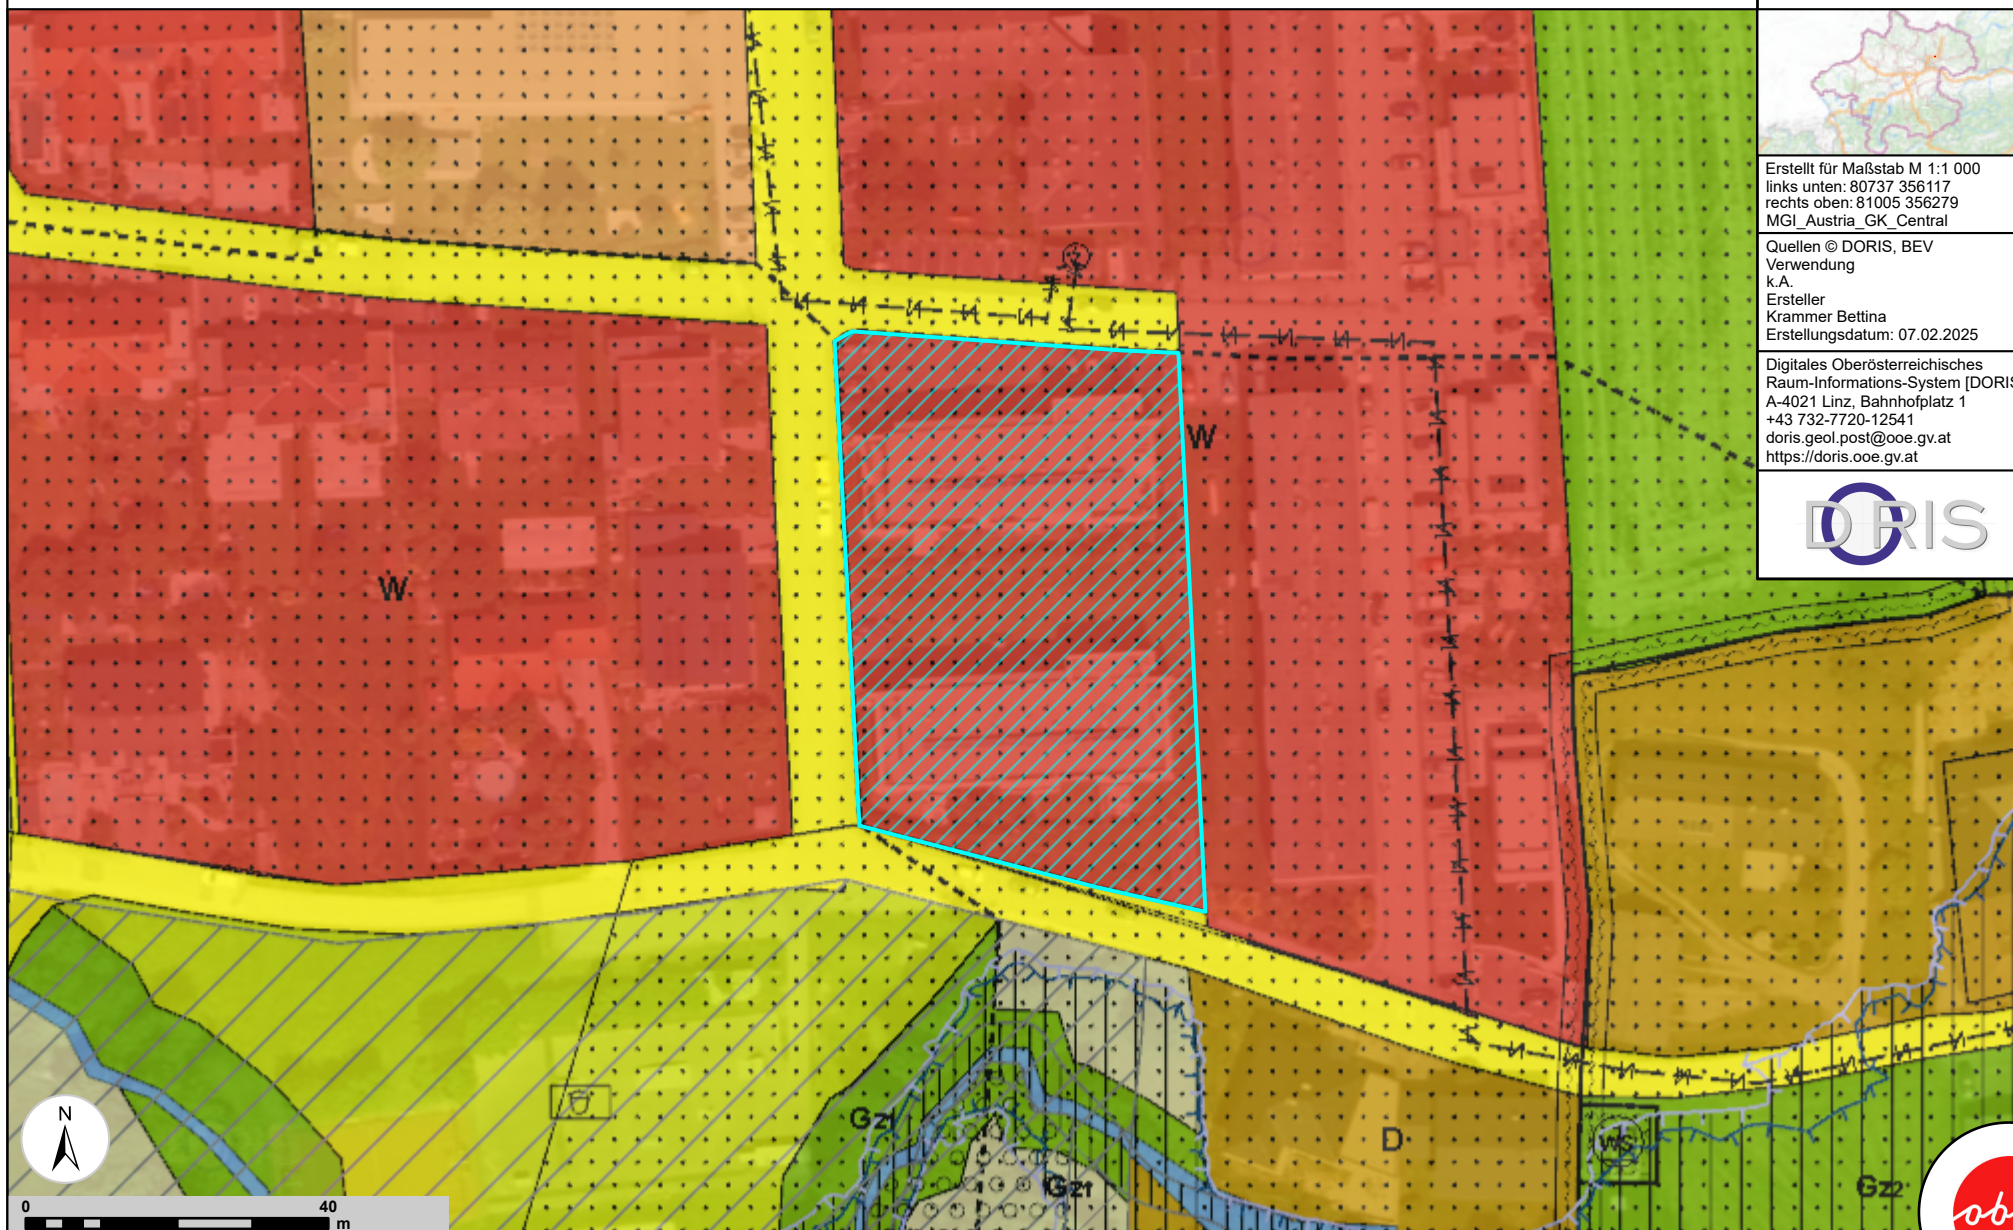 Erstellt für Maßstab M 1:1 000
links unten: 80737 356117
rechts oben: 81005 356279
MGI_Austria_GK_Central
Quellen © DORIS, BEV
Verwendung
k.A.
Ersteller
Krammer Bettina
Erstellungsdatum: 07.02.2025
Digitales Oberösterreichisches
Raum-Informations-System [DORIS
A-4021 Linz, Bahnhofplatz 1
+43 732-7720-12541
doris.geol.post@ooe.gv.at
https://doris.ooe.gv.at
DORIS
W
W
Gz1
D
WS
Gz1
Gz2
N
0 40
m
ob